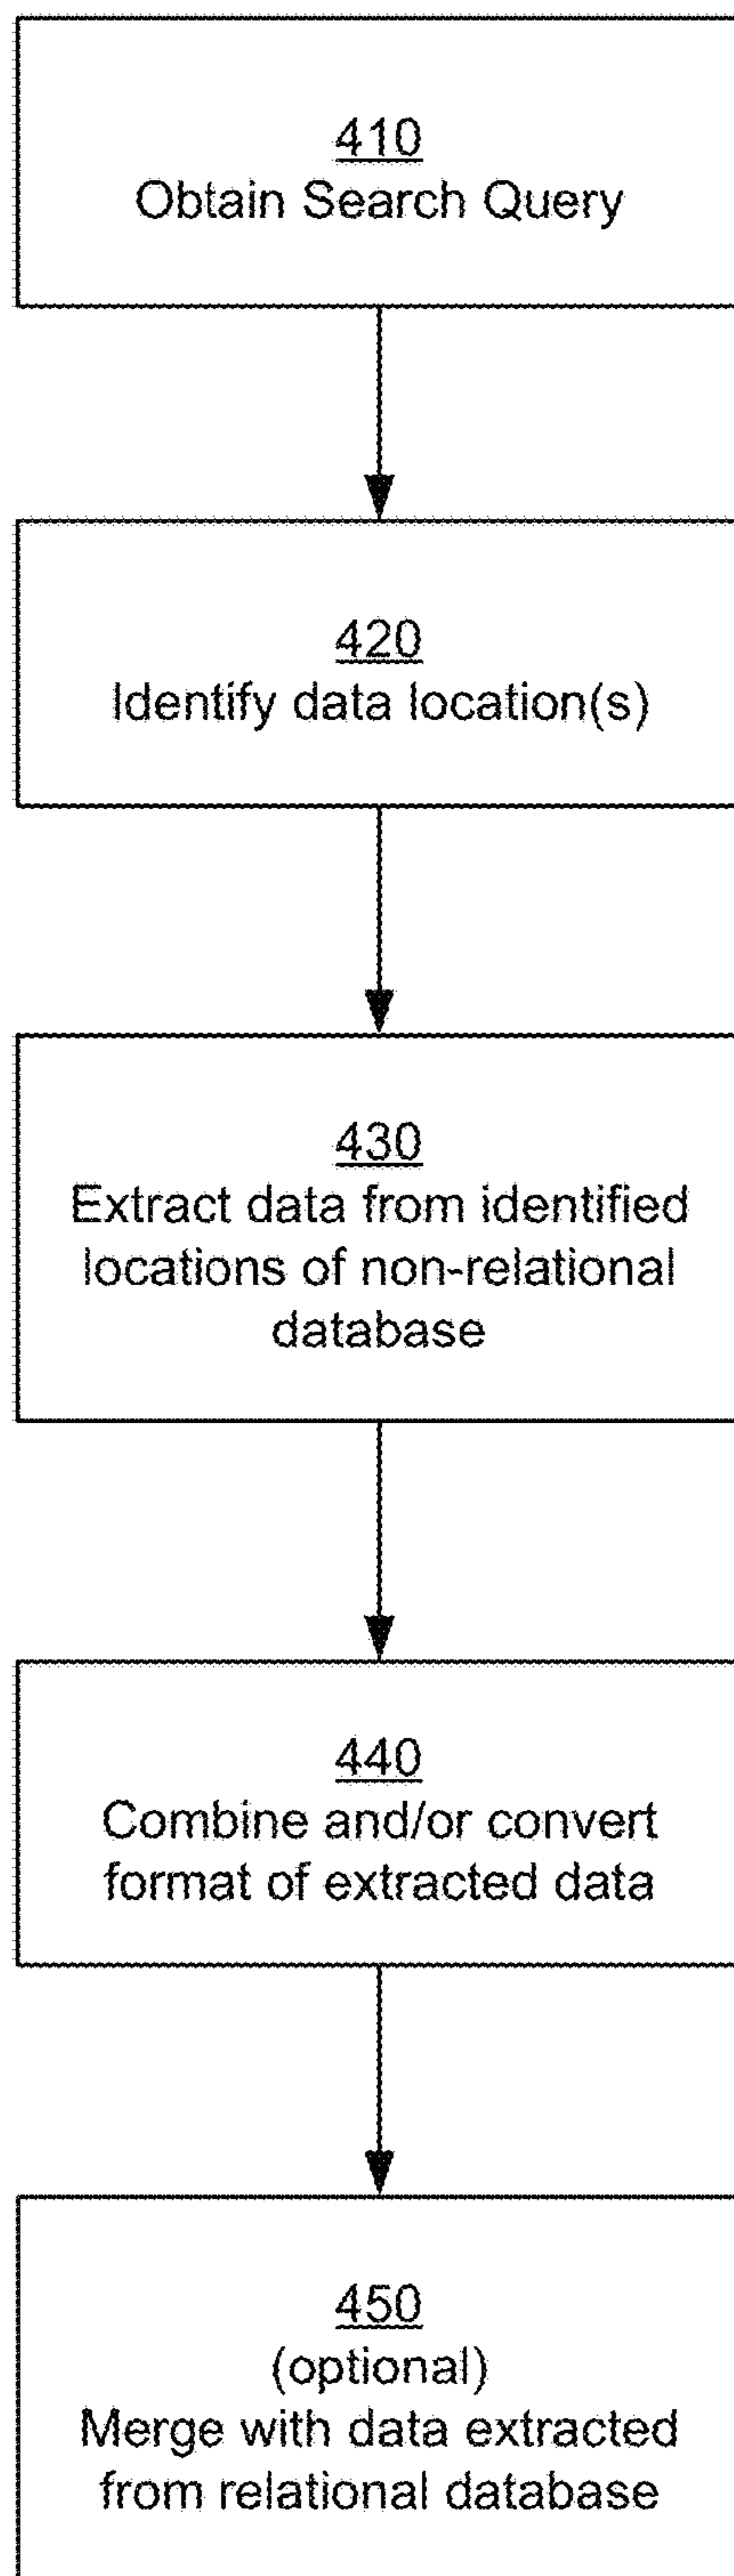 410
Obtain Search Query
420
Identify data location(s)
430
Extract data from identified
locations of non-relational
database
440
Combine and/or convert
format of extracted data
450
(optional)
Merge with data extracted
from relational database